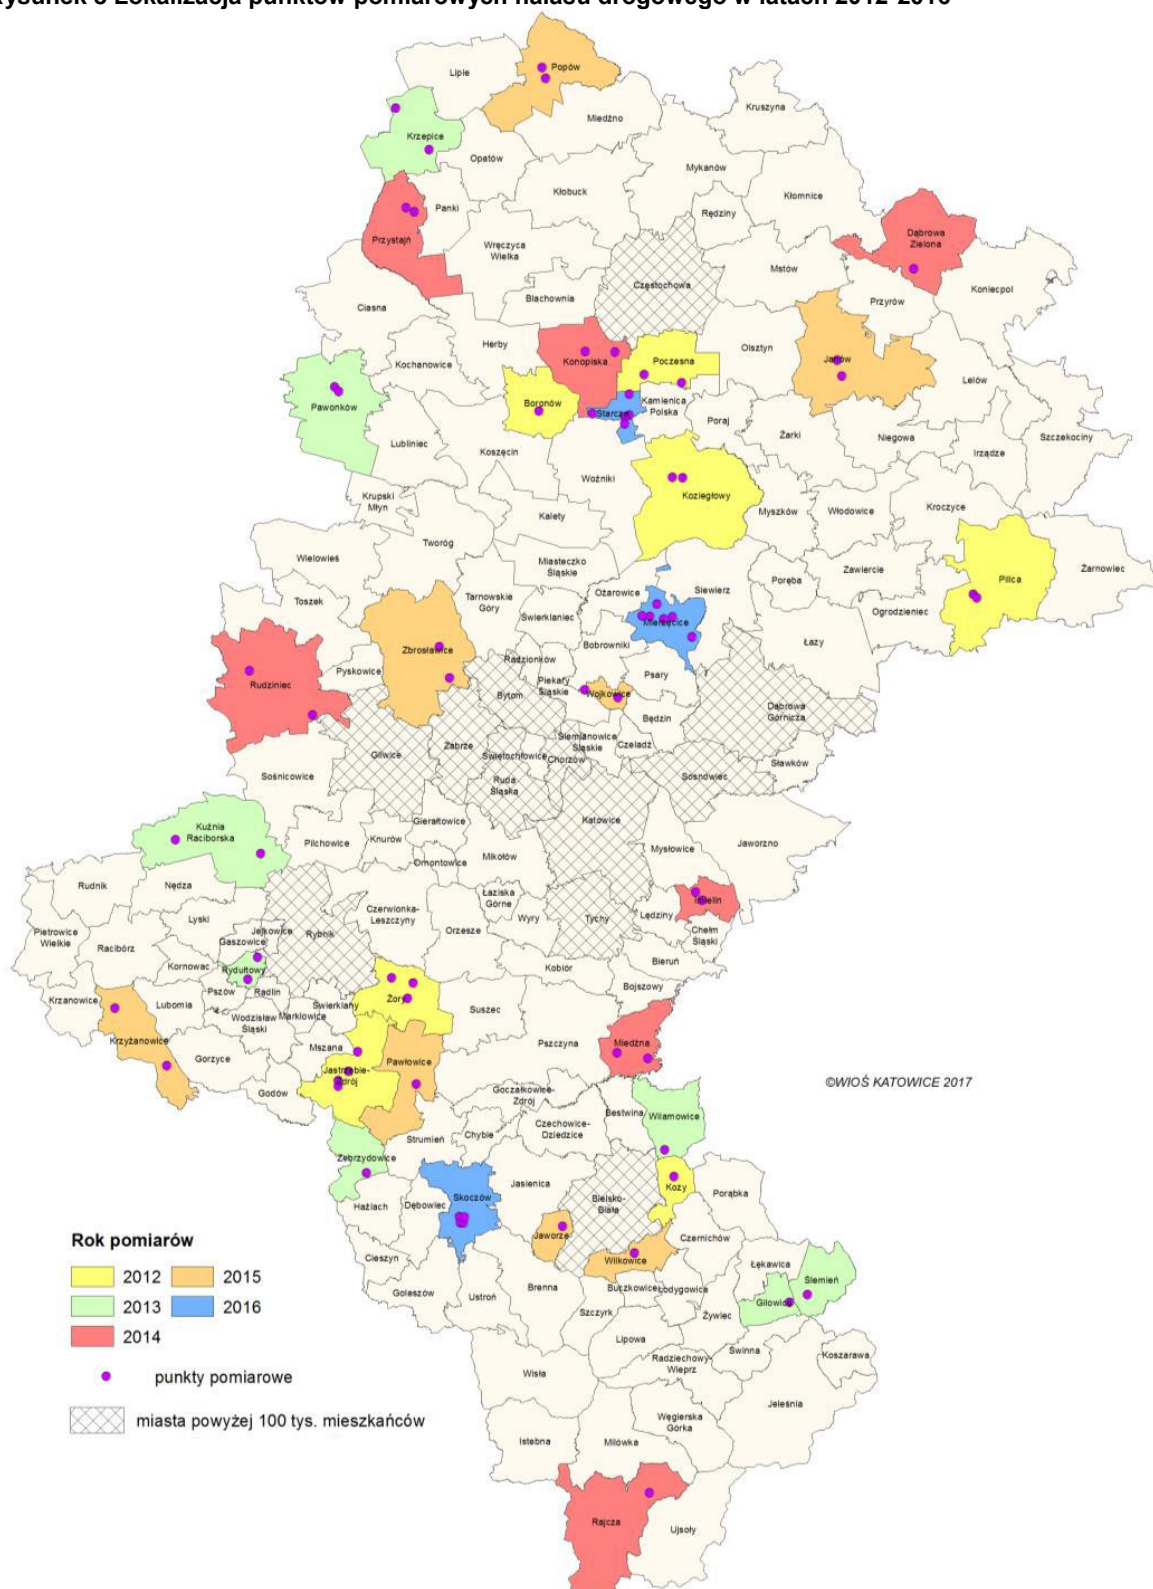 Rysunek 8 Lokalizacja punktów pomiarowych hałasu drogowego w latach 2012-2016
Lipie
Popów
Kruszyna
Miedźno
Krzepice
Opatów
Mykanów
Kłobuck
Kłomnice
Panki
Rędziny
Przystajń
Dąbrowa
Zielona
Wręczyca
Wielka
Mstów
Częstochowa
Koniecpol
Blachownia
Przyrów
Ciasna
Herby
Olsztyn
Konopiska
Poczesna
Janów
Kochanowice
Lelów
Pawonków
Boronów
Kamienica
Polska
Starcza
Poraj
Żarki
Niegowa
Szczekociny
Lubliniec
Koszęcin
Irządze
Woźniki
Koziegłowy
Krupski
Młyn
Kalety
Myszków
Włodowice
Kroczyce
Tworóg
Wielowieś
Miasteczko
Śląskie
Zawiercie
Żarnowiec
Pilica
Poręba
Siewierz
Ożarowice
Tarnowskie
Góry
Toszek
Świerklaniec
Ogrodzieniec
Mierzęcice
Łazy
Bobrowniki
Zbrosławice
Radzionków
Pyskowice
Psary
Piekary
Śląskie
Rudziniec
Bytom
Wojkowice
Dąbrowa
Górnicza
Będzin
Siemianowice
Śląskie
Czeladź
Zabrze
Gliwice
Świętochłowice
Chorzów
Sławków
Sośnicowice
Ruda
Śląska
Sosnowiec
Katowice
Gierałtowice
Kuźnia
Raciborska
Pilchowice
Knurów
Jaworzno
Mysłowice
Ornontowice
Mikołów
Rudnik
Nędza
Łaziska
Górne
Imielin
Czerwionka-
Leszczyny
Lędziny
Lyski
Wyry
Tychy
Orzesze
Pietrowice
Wielkie
Jejkowice
Rybnik
Chełm
Śląski
Gaszowice
Racibórz
Kornowac
Bieruń
Rydułtowy
Kobiór
Bojszowy
Pszów
Radlin
Krzanowice
Lubomia
Świerklany
Żory
Suszec
Marklowice
Wodzisław
Śląski
Krzyżanowice
Mszana
Pszczyna
Miedźna
Gorzyce
Pawłowice
Jastrzębie-
Zdrój
©WIOŚ KATOWICE 2017
Godów
Goczałkowice-
Zdrój
Bestwina
Wilamowice
Czechowice-
Dziedzice
Chybie
Strumień
Zebrzydowice
Jasienica
Kozy
Porąbka
Skoczów
Bielsko-
Biała
Hażlach
Dębowiec
Jaworze
Czernichów
Rok pomiarów
Cieszyn
Wilkowice
Łękawica
2012
2015
Ślemień
Brenna
Buczkowice
Łodygowice
Goleszów
Ustroń
Gilowice
2013
2016
Szczyrk
Żywiec
2014
Lipowa
Świnna
Radziechowy-
Wieprz
Koszarawa
Wisła
punkty pomiarowe
Jeleśnia
Węgierska
Górka
miasta powyżej 100 tys. mieszkańców
Istebna
Milówka
Rajcza
Ujsoły